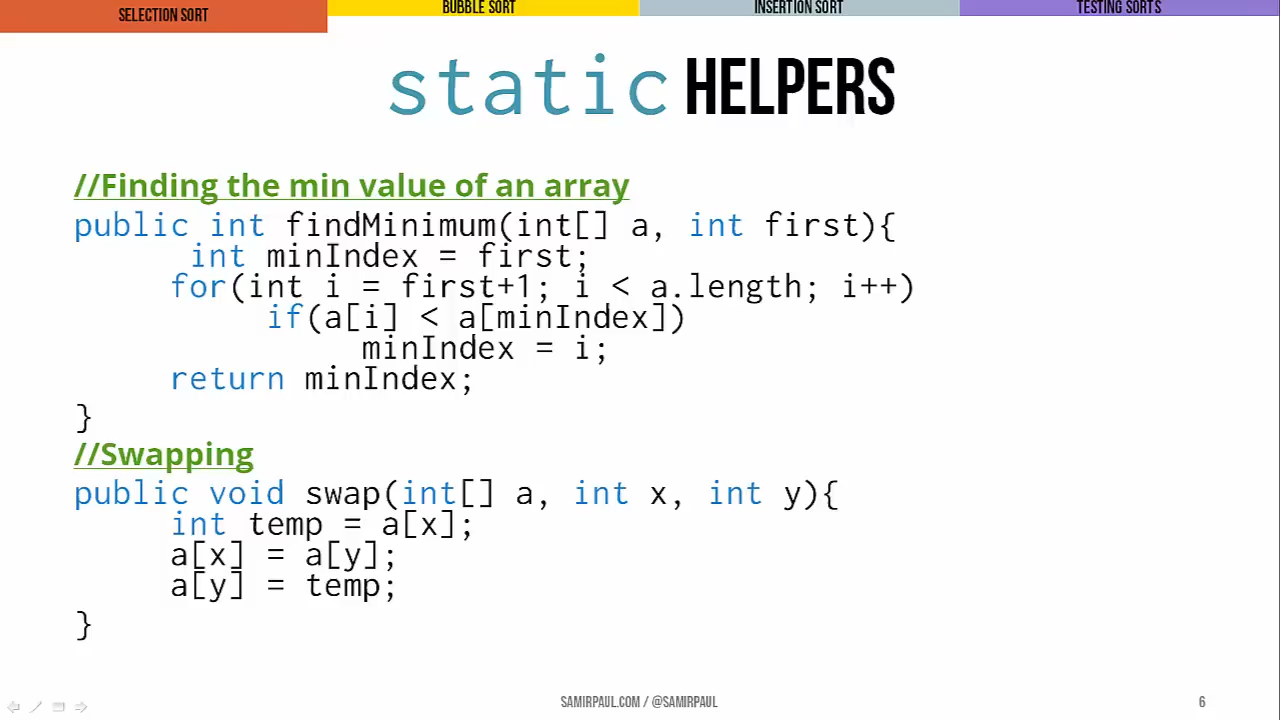 SELECTION SORT
BUBBLE SORT
INSERTION SORT
TESTING SORTS
static HELPERS
//Finding the min value of an array
public int findMinimum(int[] a, int first){
int minIndex = first;
for(int i = first+1; i < a.length; i++)
if(a[i] < a[minIndex])
minIndex = i;
return minIndex;
}
//Swapping
public void swap(int[] a, int x, int y){
int temp = a[x];
a[x] = a[y];
a[y] = temp;
}
SAMIRPAUL.COM / @SAMIRPAUL
6